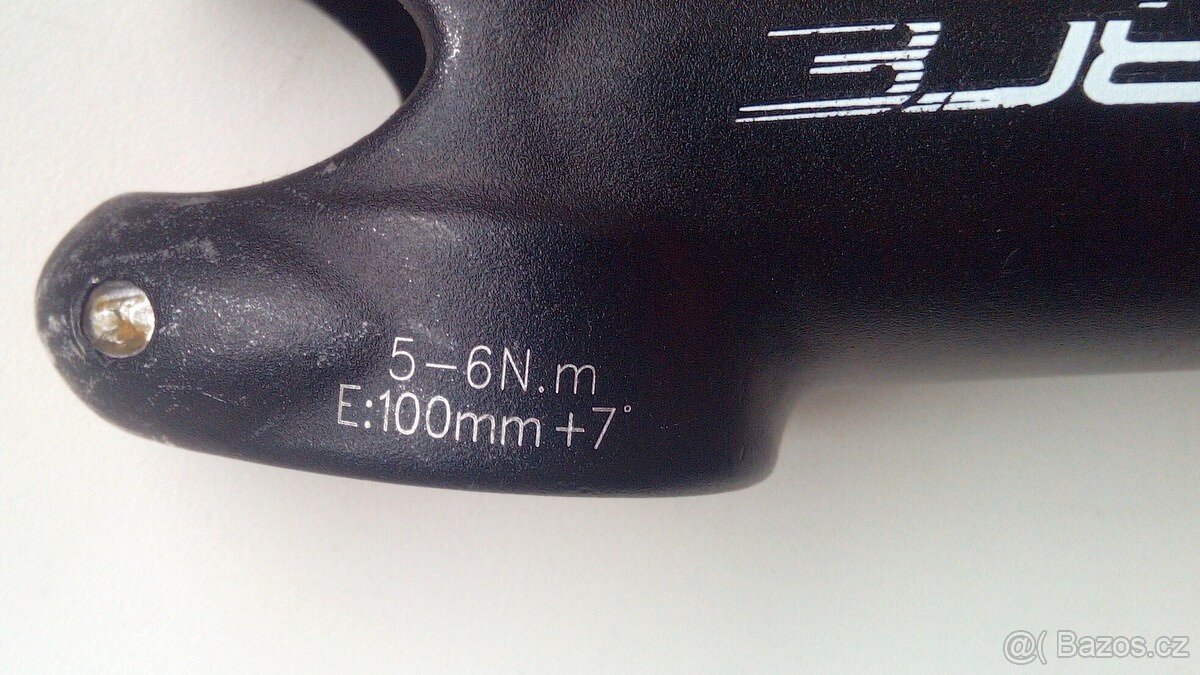 5-6N.m
E:100mm +7°
@( Bazos.cz